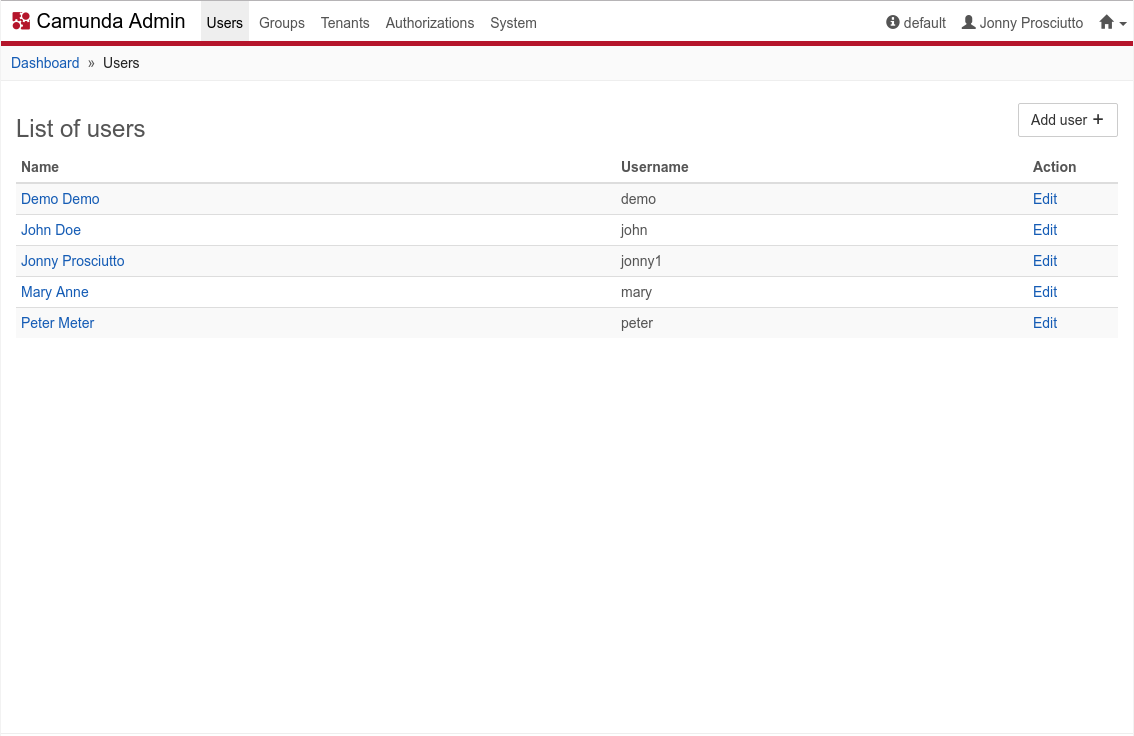 Camunda Admin Users Groups Tenants Authorizations System default Jonny Prosciutto
Dashboard » Users
List of users Add user +
Name Username Action
Demo Demo demo Edit
John Doe john Edit
Jonny Prosciutto jonny1 Edit
Mary Anne mary Edit
Peter Meter peter Edit